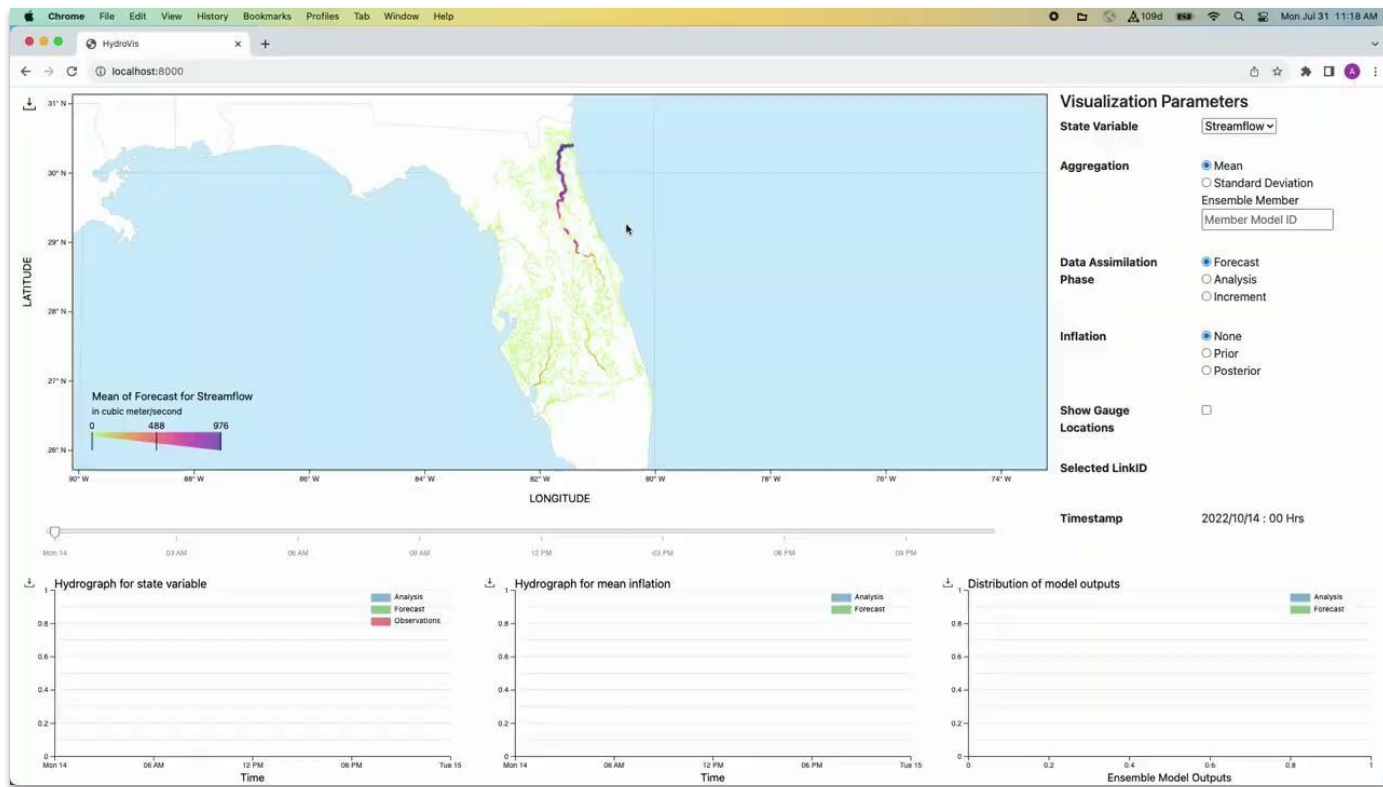 Chrome File Edit View History Bookmarks Profiles Tab Window Help
109d
Mon Jul 31 11:18 AM
HydroVis
localhost:8000
A
31° N
30° N
29° N
28° N
27° N
26° N
LATITUDE
Mean of Forecast for Streamflow
in cubic meter/second
0 488 976
90° W 88° W 86° W 84° W 82° W 80° W 78° W 76° W 74° W
LONGITUDE
Mon 14 03 AM 06 AM 09 AM 12 PM 03 PM 06 PM 09 PM
Visualization Parameters
State Variable Streamflow
Aggregation Mean
Standard Deviation
Ensemble Member
Member Model ID
Data Assimilation Phase Forecast
Analysis
Increment
Inflation None
Prior
Posterior
Show Gauge
Locations
Selected LinkID
Timestamp 2022/10/14 : 00 Hrs
Hydrograph for state variable
Analysis
Forecast
Observations
1
0.8
0.6
0.4
0.2
0
Mon 14 06 AM 12 PM 06 PM Tue 15
Time
Hydrograph for mean inflation
Analysis
Forecast
1
0.8
0.6
0.4
0.2
0
Mon 14 06 AM 12 PM 06 PM Tue 15
Time
Distribution of model outputs
Analysis
Forecast
1
0.8
0.6
0.4
0.2
0
0 0.2 0.4 0.6 0.8 1
Ensemble Model Outputs